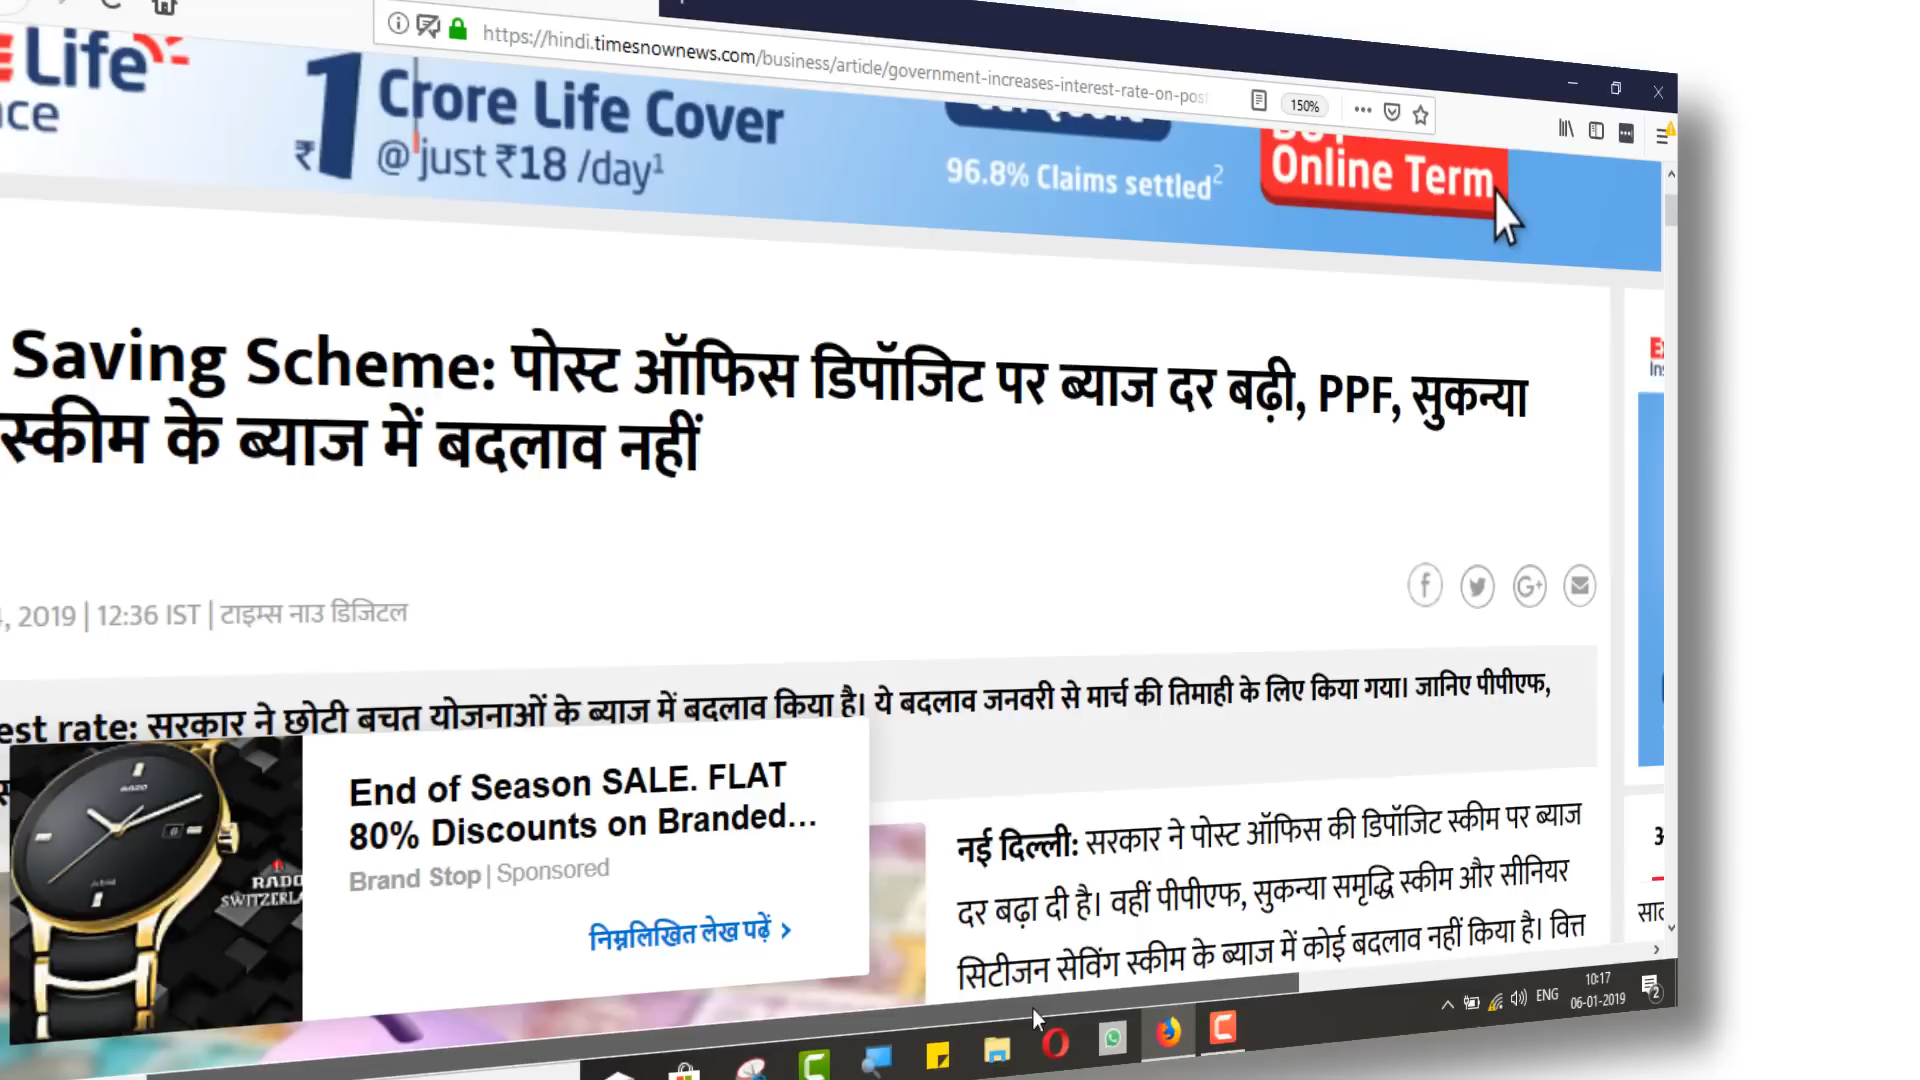 https://hindi.timesnownews.com/business/article/government-increases-interest-rate-on-pos
150%
Life
1 Crore Life Cover
₹
@ just ₹18 /day¹
96.8% Claims settled²
Online Term
Saving Scheme: पोस्ट ऑफिस डिपॉजिट पर ब्याज दर बढ़ी, PPF, सुकन्या
स्कीम के ब्याज में बदलाव नहीं
, 2019 | 12:36 IST | टाइम्स नाउ डिजिटल
est rate: सरकार ने छोटी बचत योजनाओं के ब्याज में बदलाव किया है। ये बदलाव जनवरी से मार्च की तिमाही के लिए किया गया। जानिए पीपीएफ,
End of Season SALE. FLAT
80% Discounts on Branded...
Brand Stop | Sponsored
निम्नलिखित लेख पढ़ें >
RADO
नई दिल्ली: सरकार ने पोस्ट ऑफिस की डिपॉजिट स्कीम पर ब्याज
दर बढ़ा दी है। वहीं पीपीएफ, सुकन्या समृद्धि स्कीम और सीनियर
सिटीजन सेविंग स्कीम के ब्याज में कोई बदलाव नहीं किया है। वित्त
ENG
10:17
06-01-2019
2